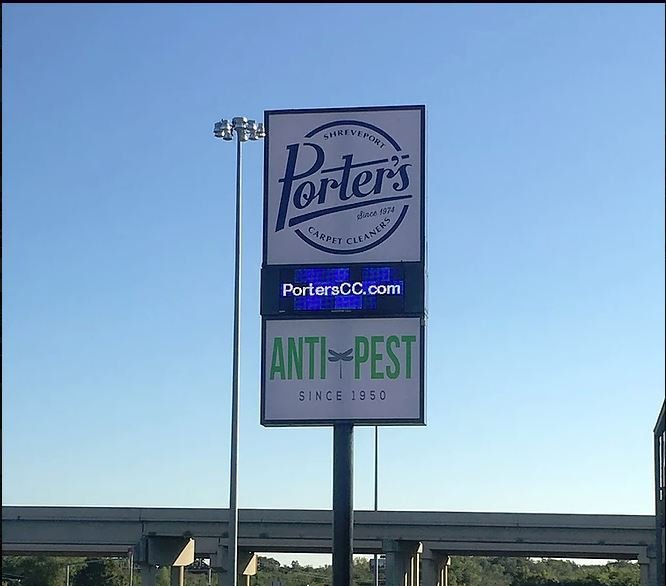 SHREVEPORT
Porter's
Since 1974
CARPET CLEANERS
PortersCC.com
ANTI PEST
SINCE 1950